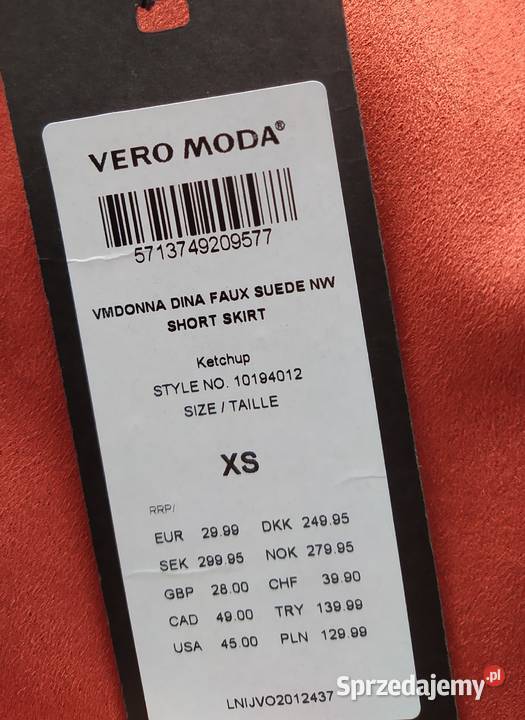 VERO MODA®
5713749209577
VMDONNA DINA FAUX SUEDE NW
SHORT SKIRT
Ketchup
STYLE NO. 10194012
SIZE / TAILLE
XS
RRP/
EUR 29.99 DKK 249.95
SEK 299.95 NOK 279.95
GBP 28.00 CHF 39.90
CAD 49.00 TRY 139.99
USA 45.00 PLN 129.99
LNIJVO2012437
Sprzedajemy.pl